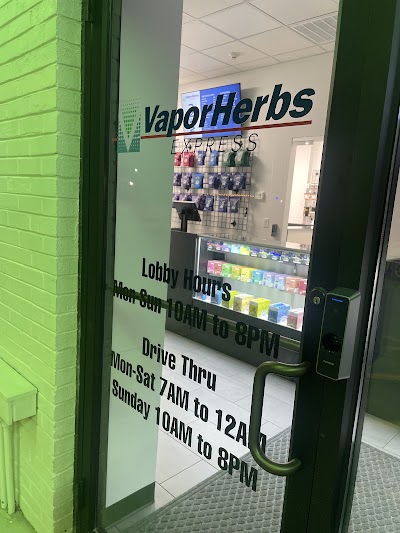 VaporHerbs
EXPRESS
Lobby Hours
Mon-Sun 10AM to 8PM
Drive Thru
Mon-Sat 7AM to 12AM
Sunday 10AM to 8PM